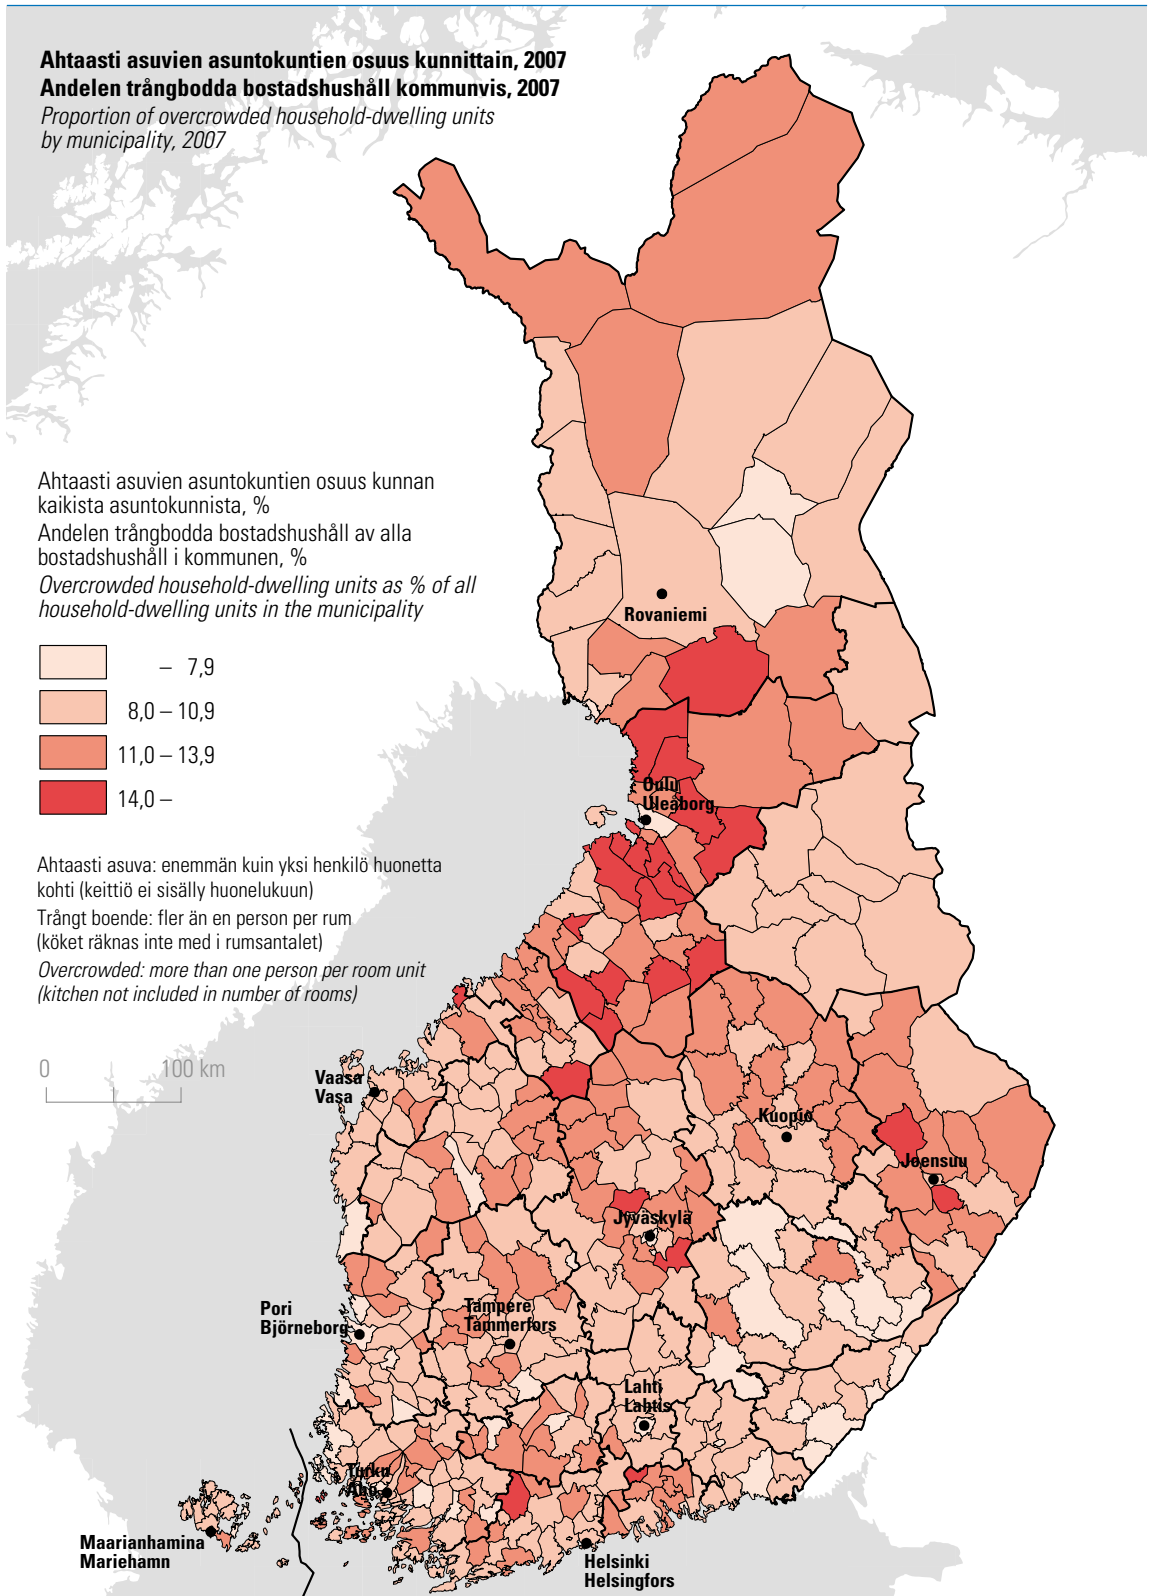 Ahtaasti asuvien asuntokuntien osuus kunnittain, 2007
Andelen trångbodda bostadshushåll kommunvis, 2007
Proportion of overcrowded household-dwelling units
by municipality, 2007
Ahtaasti asuvien asuntokuntien osuus kunnan
kaikista asuntokunnista, %
Andelen trångbodda bostadshushåll av alla
bostadshushåll i kommunen, %
Overcrowded household-dwelling units as % of all
household-dwelling units in the municipality
– 7,9
8,0 – 10,9
11,0 – 13,9
14,0 –
Ahtaasti asuva: enemmän kuin yksi henkilö huonetta
kohti (keittiö ei sisälly huonelukuun)
Trångt boende: fler än en person per rum
(köket räknas inte med i rumsantalet)
Overcrowded: more than one person per room unit
(kitchen not included in number of rooms)
0 100 km
Rovaniemi
Oulu
Uleåborg
Vaasa
Vasa
Kuopio
Joensuu
Jyväskylä
Pori
Björneborg
Tampere
Tammerfors
Lahti
Lahtis
Turku
Åbo
Maarianhamina
Mariehamn
Helsinki
Helsingfors